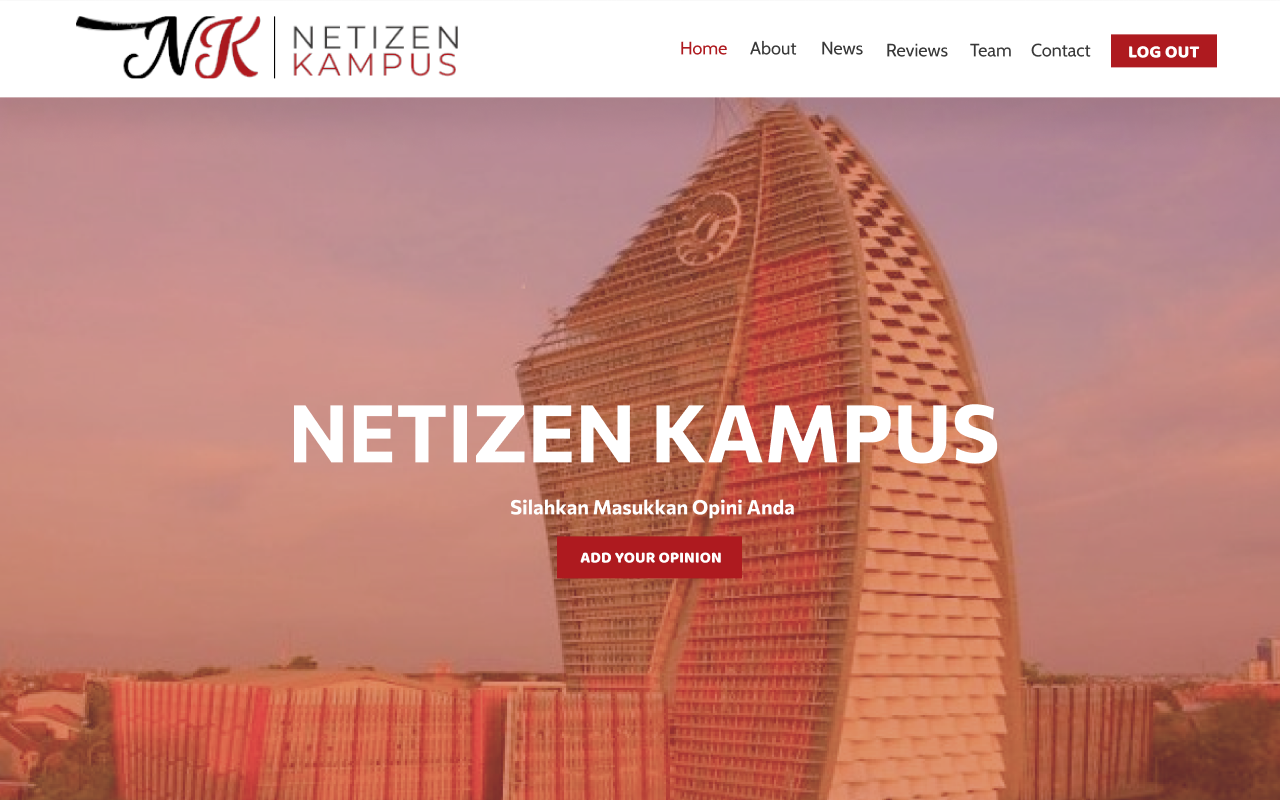 NK
NETIZEN
KAMPUS
Home About News Reviews Team Contact LOG OUT
NETIZEN KAMPUS
Silahkan Masukkan Opini Anda
ADD YOUR OPINION